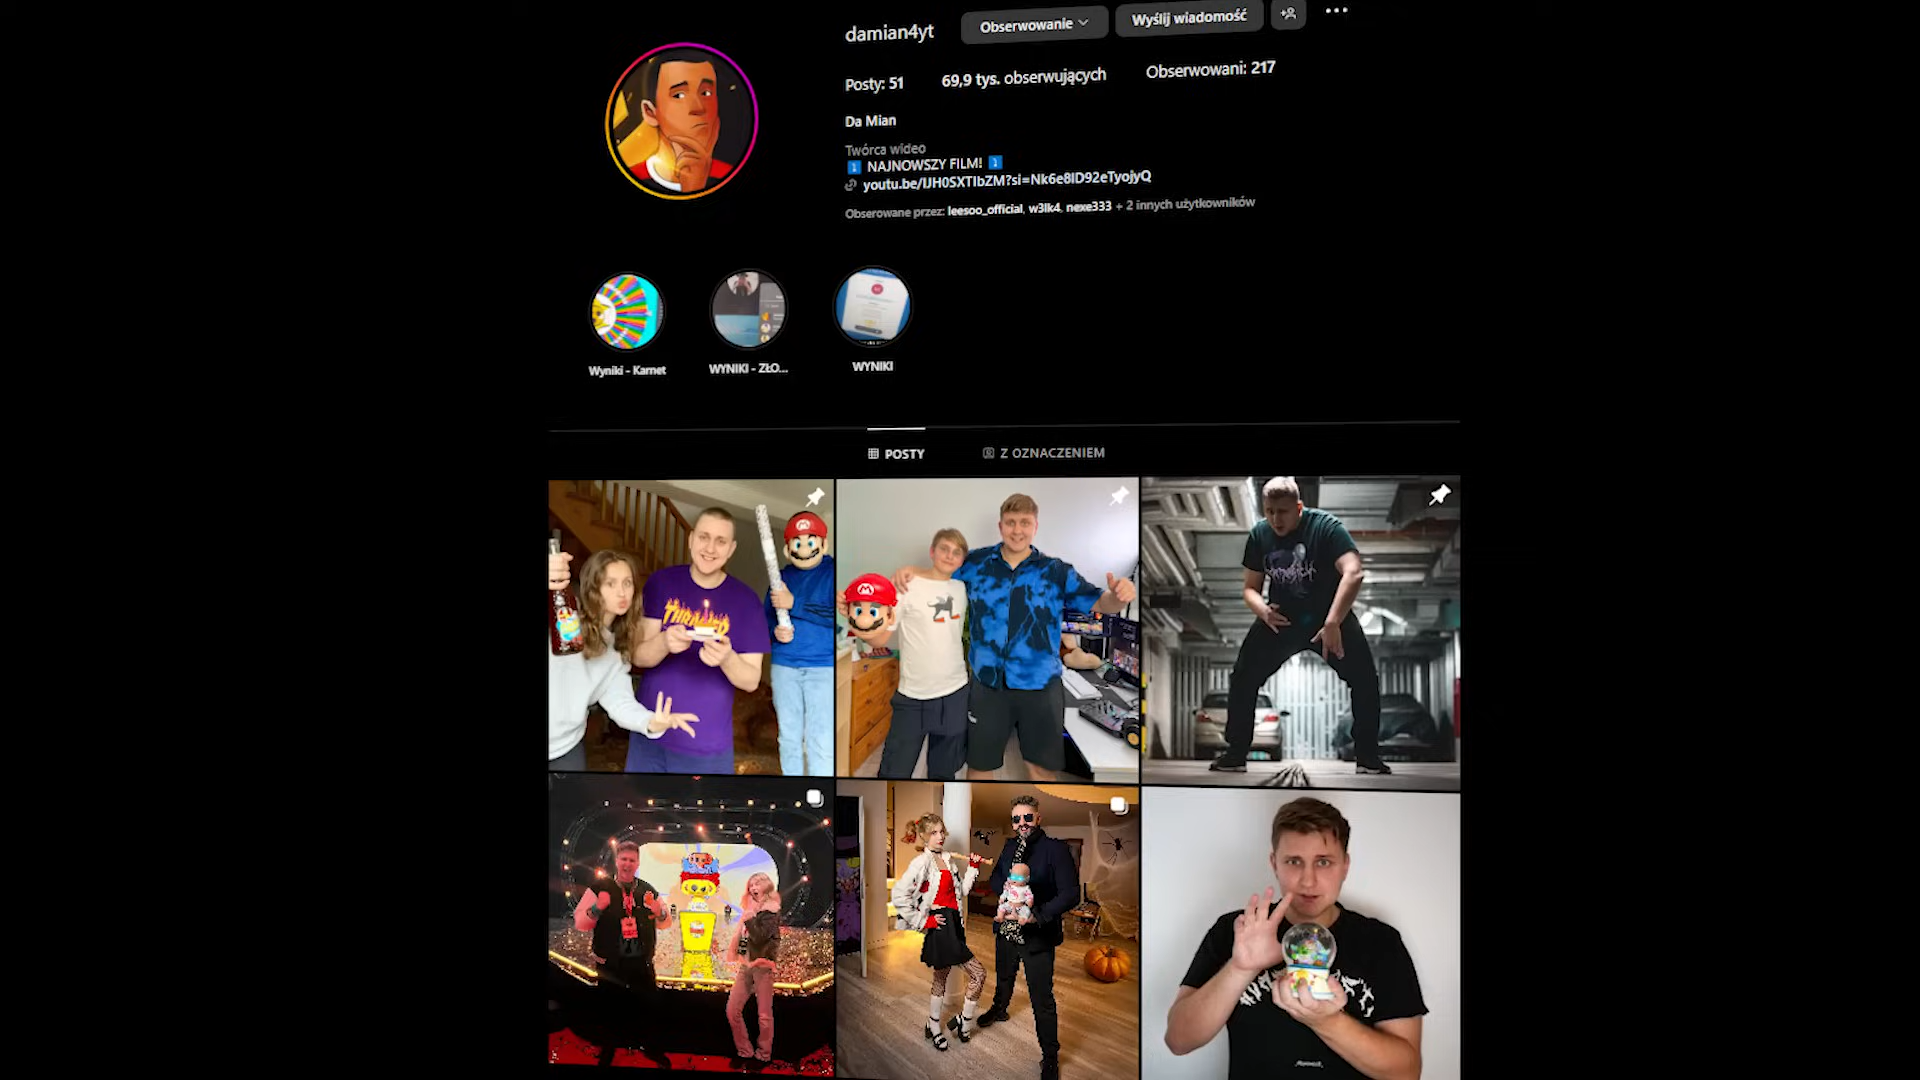 damian4yt
Obserwowanie
Wyślij wiadomość
Posty: 51
69,9 tys. obserwujących
Obserwowani: 217
Da Mian
Twórca wideo
NAJNOWSZY FILM!
youtu.be/IJH0SXTIbZM?si=Nk6e8ID92eTyojyQ
Obserowane przez: leesoo_official, w3lk4, nexe333 + 2 innych użytkowników
Wyniki - Karnet
WYNIKI - ZŁO...
WYNIKI
POSTY
Z OZNACZENIEM
THRASHER